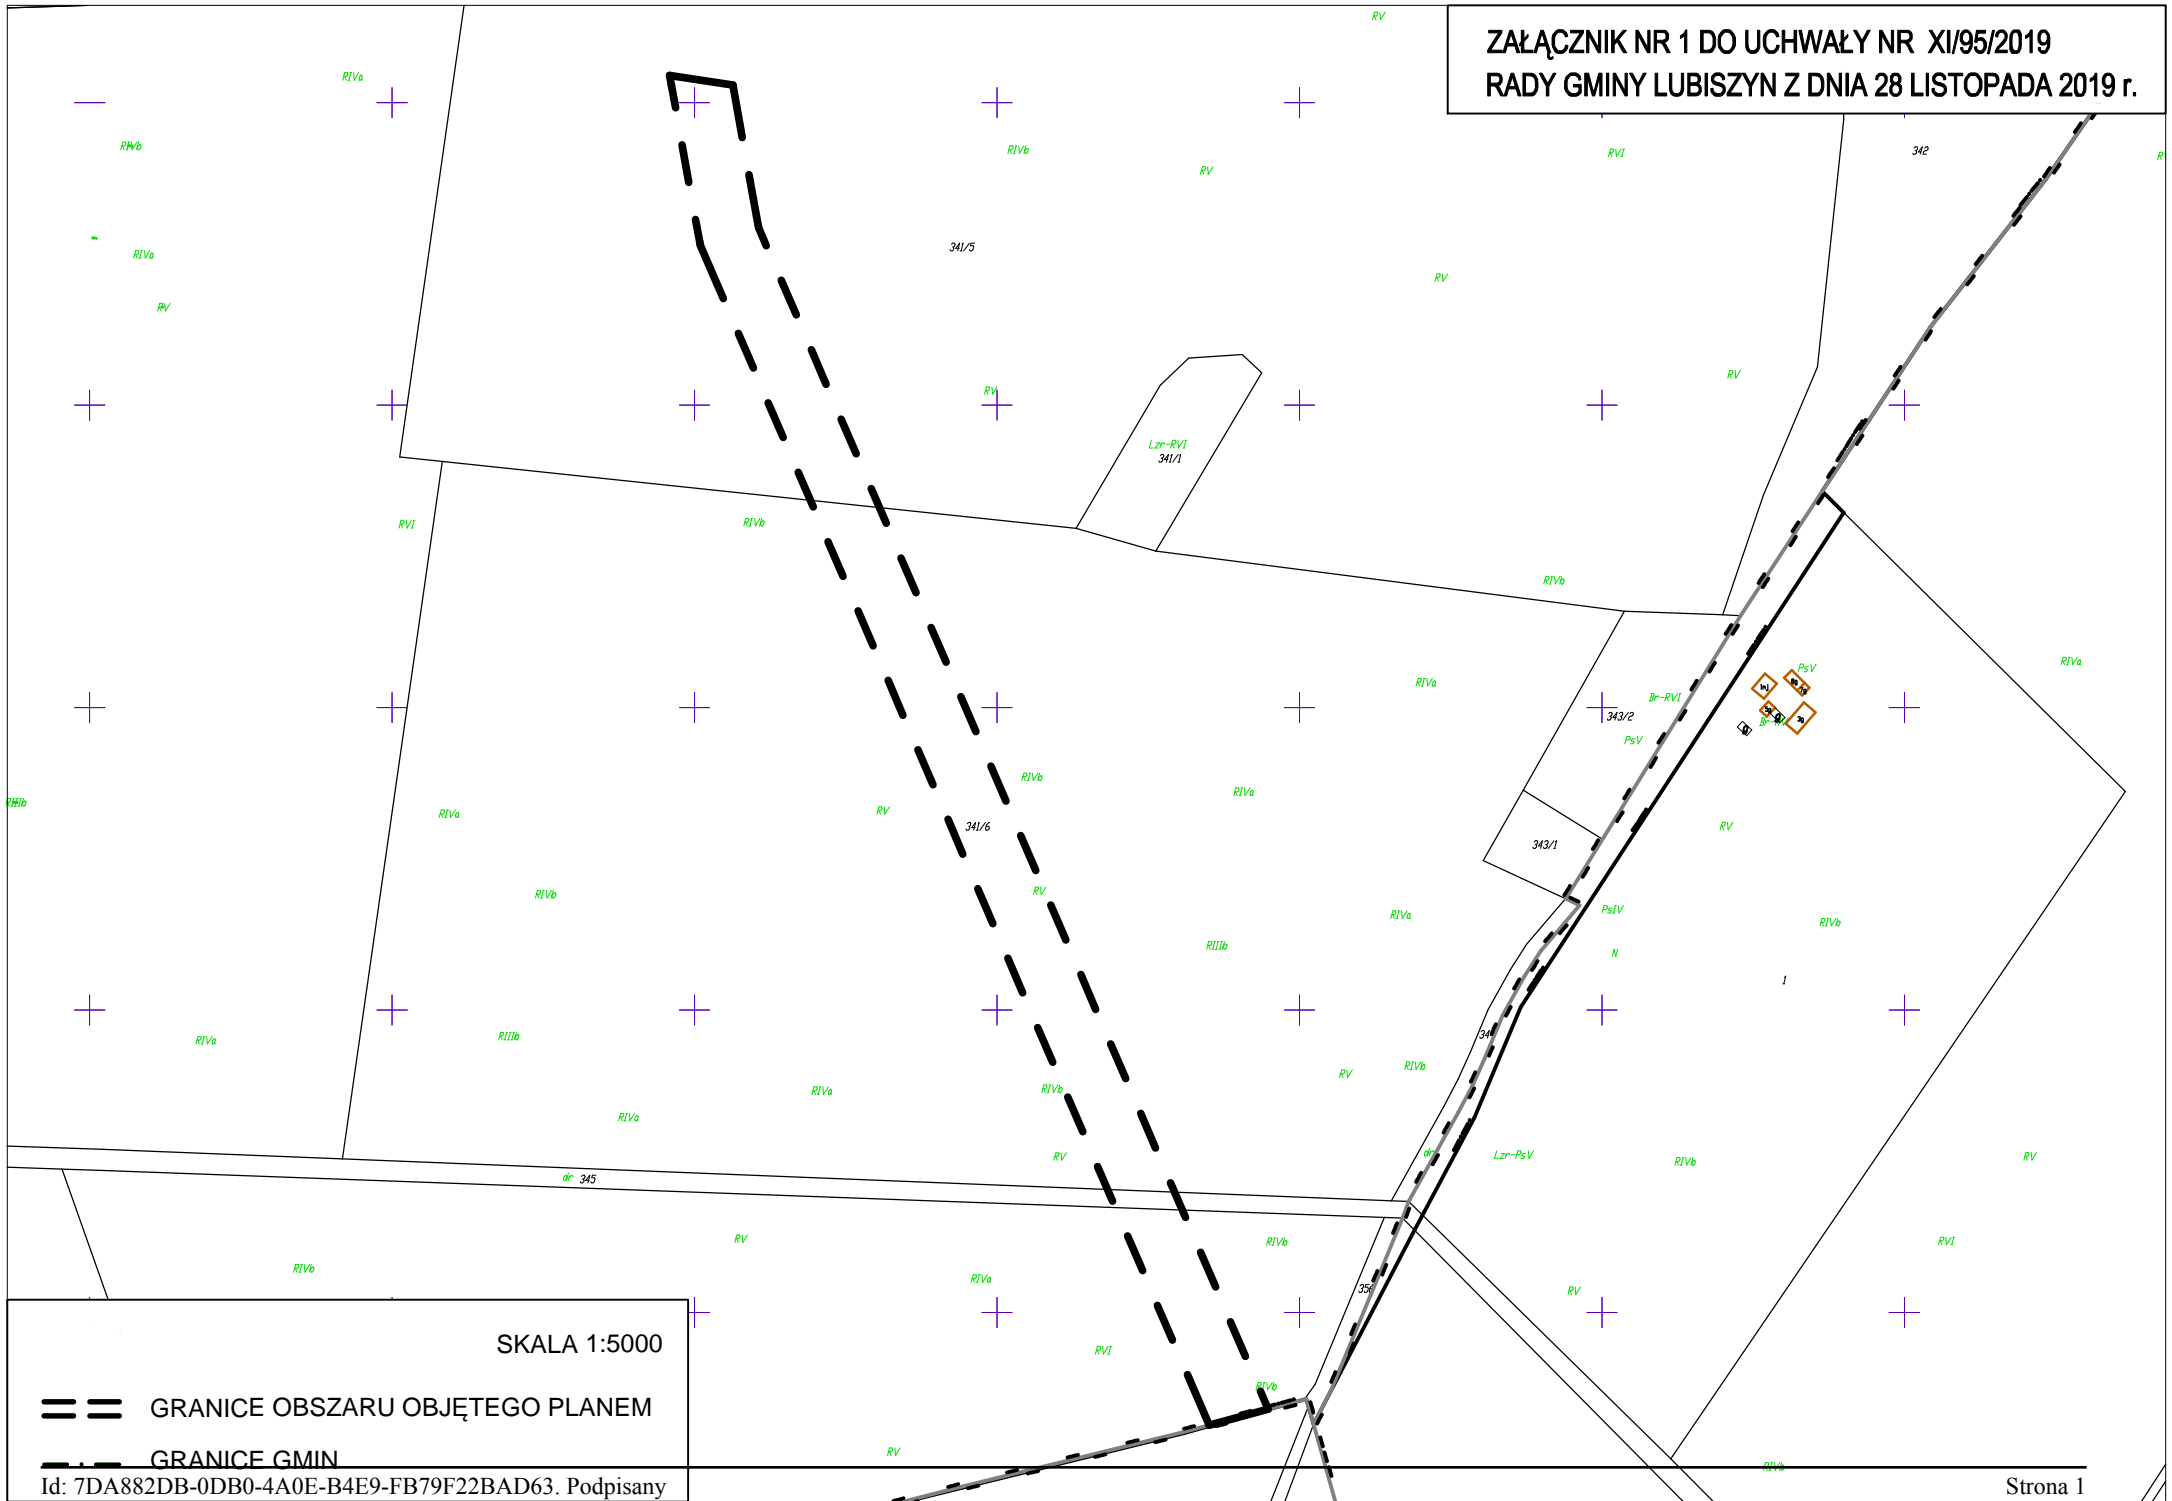 RV
ZAŁĄCZNIK NR 1 DO UCHWAŁY NR XI/95/2019
RADY GMINY LUBISZYN Z DNIA 28 LISTOPADA 2019 r.
RIVa
RIVb
RIVb
RV
RVI
342
RIVa
341/5
RV
RV
RV
RV
Lzr-RVI
341/1
RVI
RIVb
RIVb
RIVa
PsV
RIVa
Br-RVI
343/2
PsV
RIVb
RIVa
RIIIb
RIVa
RV
341/6
RV
343/1
RIVb
RV
RIVa
PsIV
RIVb
RIIIb
N
1
RIVa
RIIIb
34
RV
RIVb
RIVa
RIVb
RIVa
RV
dr
Lzr-PsV
RIVb
RV
dr 345
RV
RIVb
RVI
RIVb
RIVa
RV
SKALA 1:5000
RVI
RIVb
GRANICE OBSZARU OBJĘTEGO PLANEM
RV
GRANICE GMIN
RIVb
Id: 7DA882DB-0DB0-4A0E-B4E9-FB79F22BAD63. Podpisany
Strona 1